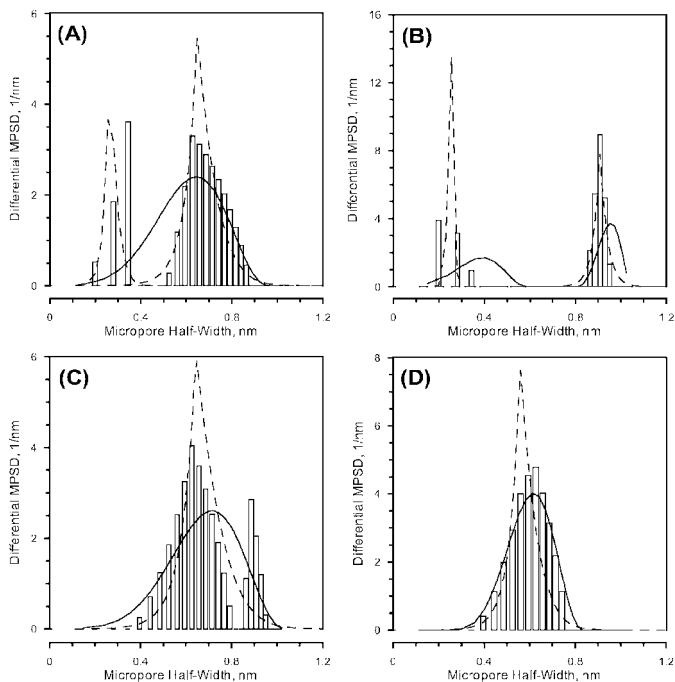 (A)
Differential MPSD, 1/nm
6
4
2
0
0 0.4 0.8 1.2
Micropore Half-Width, nm
(B)
Differential MPSD, 1/nm
16
12
8
4
0
0 0.4 0.8 1.2
Micropore Half-Width, nm
(C)
Differential MPSD, 1/nm
6
4
2
0
0 0.4 0.8 1.2
Micropore Half-Width, nm
(D)
Differential MPSD, 1/nm
8
6
4
2
0
0 0.4 0.8 1.2
Micropore Half-Width, nm